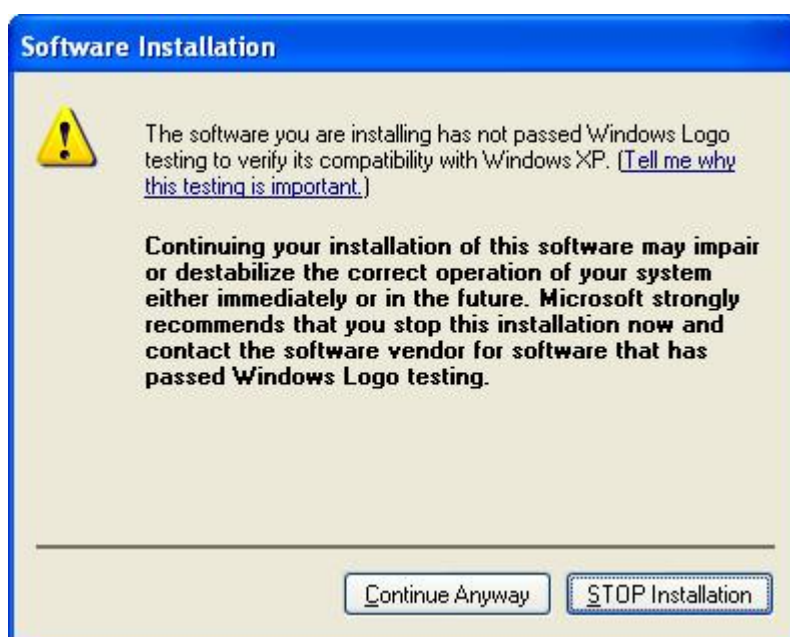 Software Installation
The software you are installing has not passed Windows Logo
testing to verify its compatibility with Windows XP. (Tell me why
this testing is important.)
Continuing your installation of this software may impair
or destabilize the correct operation of your system
either immediately or in the future. Microsoft strongly
recommends that you stop this installation now and
contact the software vendor for software that has
passed Windows Logo testing.
Continue Anyway
STOP Installation